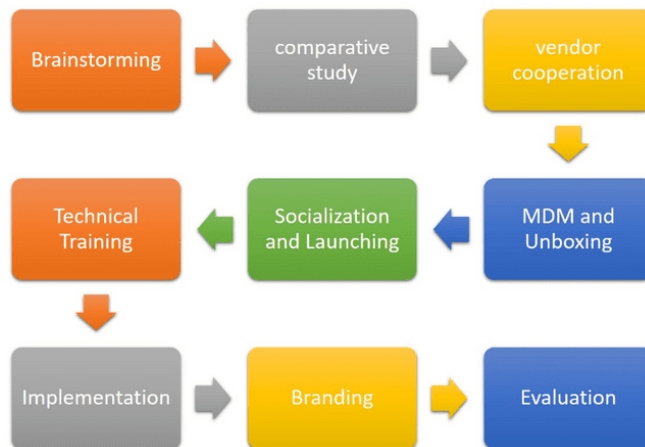 Brainstorming
comparative
study
vendor
cooperation
MDM and
Unboxing
Socialization
and Launching
Technical
Training
Implementation
Branding
Evaluation